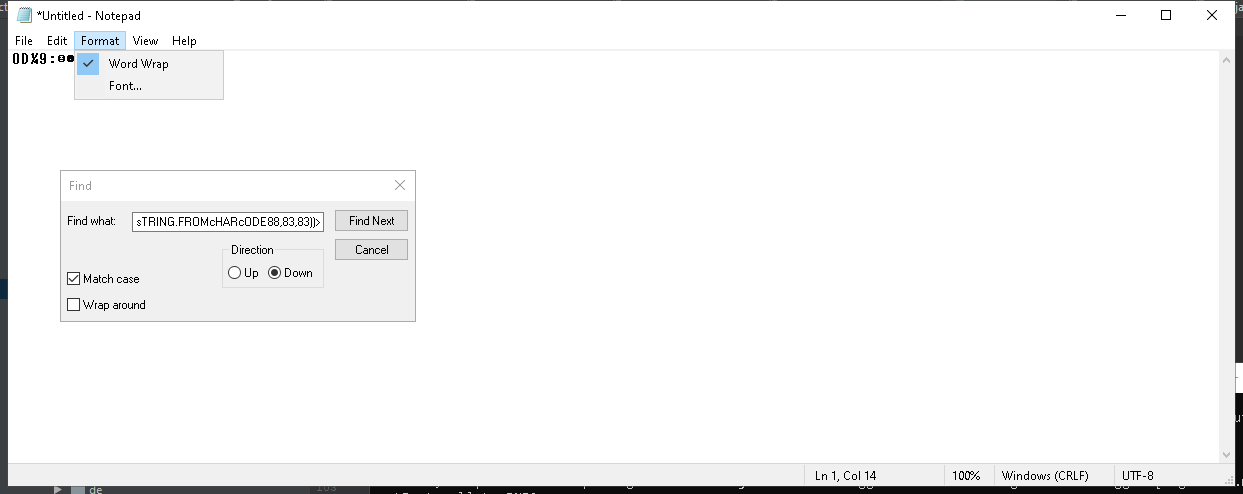 *Untitled - Notepad
File Edit Format View Help
Word Wrap
Font...
Find
Find what: sTRING.FROMcHARcODE88,83,83))> Find Next
Direction
Cancel
Up Down
Match case
Wrap around
Ln 1, Col 14 100% Windows (CRLF) UTF-8
de